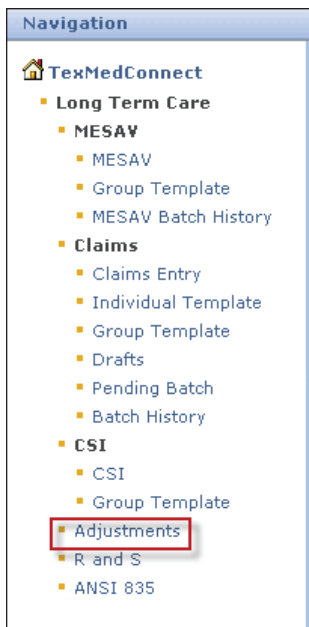 Navigation
TexMedConnect
Long Term Care
MESAV
MESAV
Group Template
MESAV Batch History
Claims
Claims Entry
Individual Template
Group Template
Drafts
Pending Batch
Batch History
CSI
CSI
Group Template
Adjustments
R and S
ANSI 835